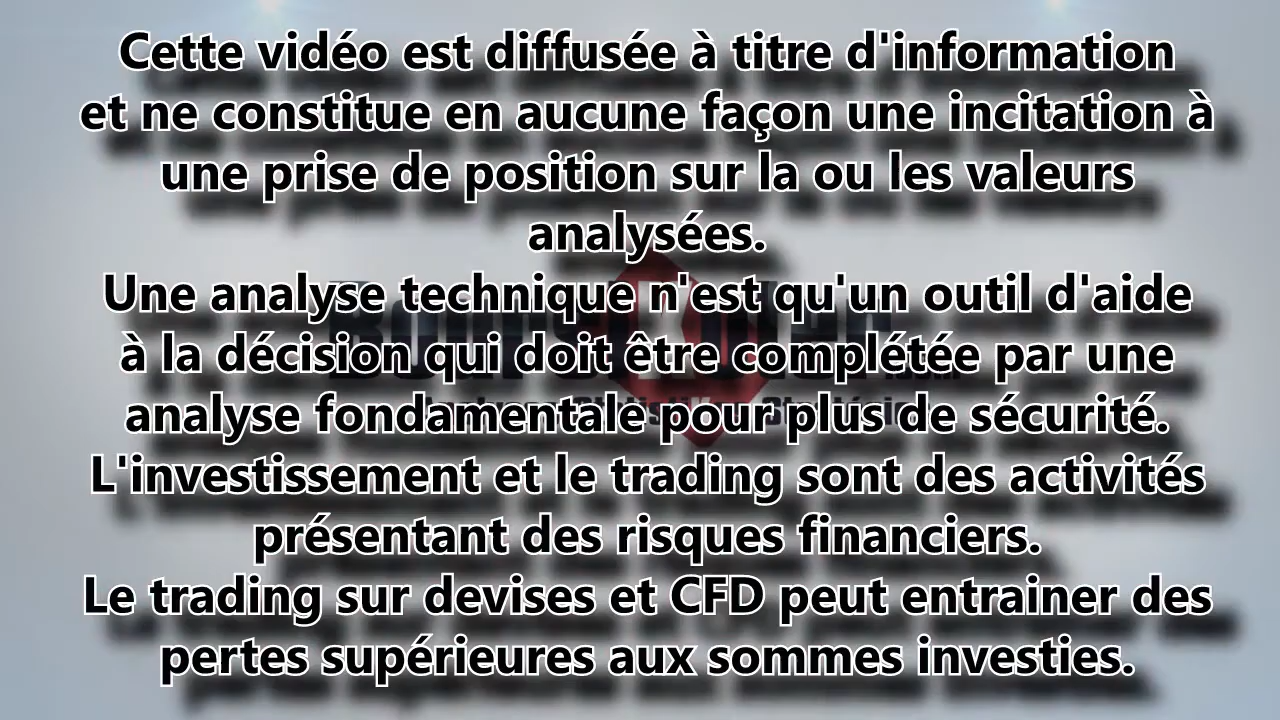 Cette vidéo est diffusée à titre d'information
et ne constitue en aucune façon une incitation à
une prise de position sur la ou les valeurs
analysées.
Une analyse technique n'est qu'un outil d'aide
à la décision qui doit être complétée par une
analyse fondamentale pour plus de sécurité.
L'investissement et le trading sont des activités
présentant des risques financiers.
Le trading sur devises et CFD peut entrainer des
pertes supérieures aux sommes investies.